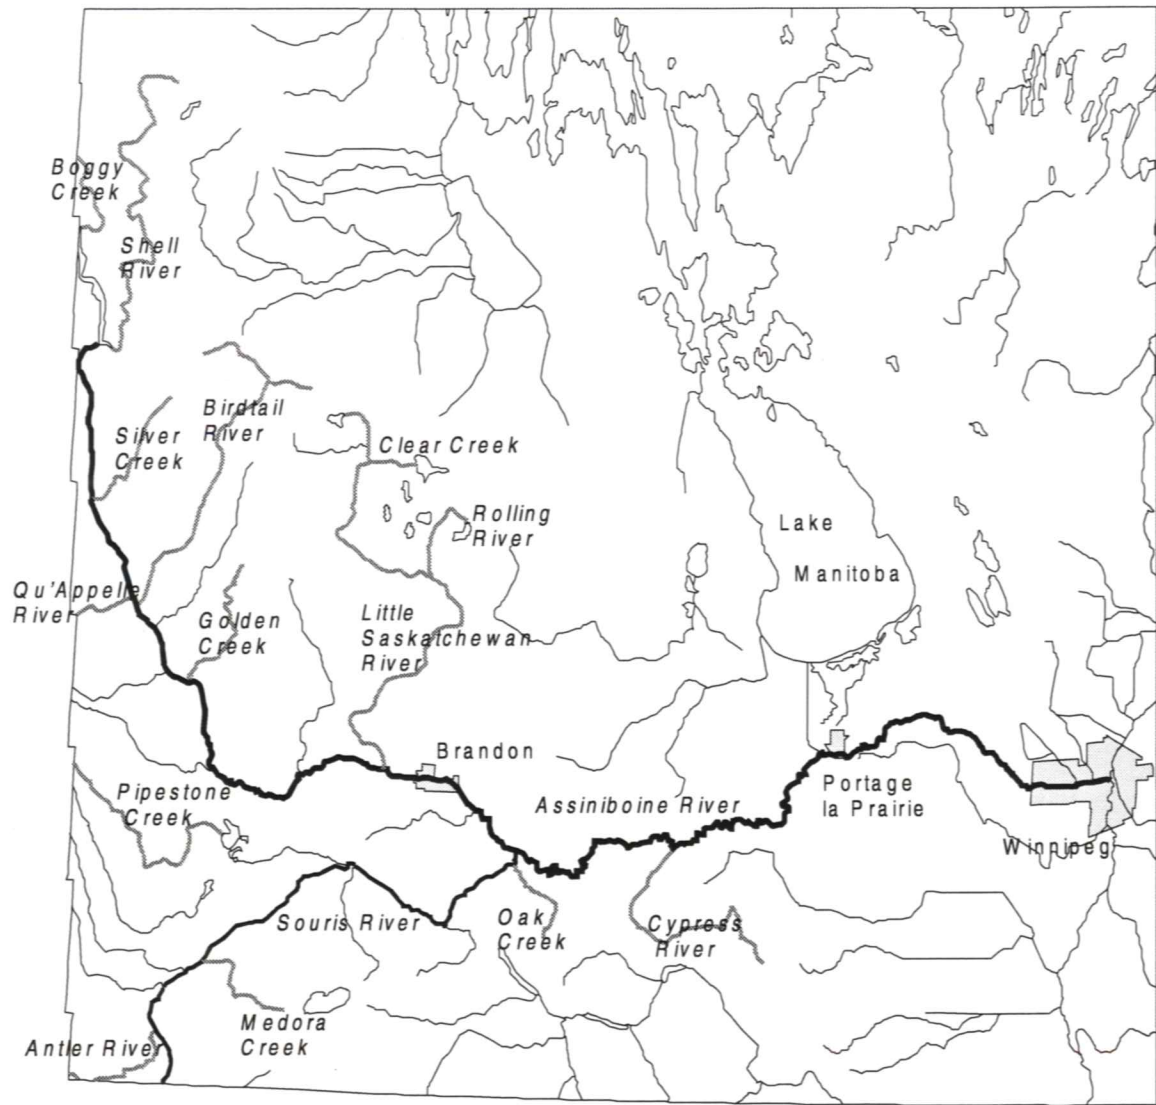 Boggy
Creek
Shell
River
Birdtail
River
Silver
Creek
Clear Creek
Rolling
River
Lake
Manitoba
Qu'Appelle
River
Golden
Creek
Little
Saskatchewan
River
Brandon
Pipestone
Creek
Assiniboine River
Portage
la Prairie
Winnipeg
Souris River
Oak
Creek
Cypress
River
Medora
Creek
Antler River